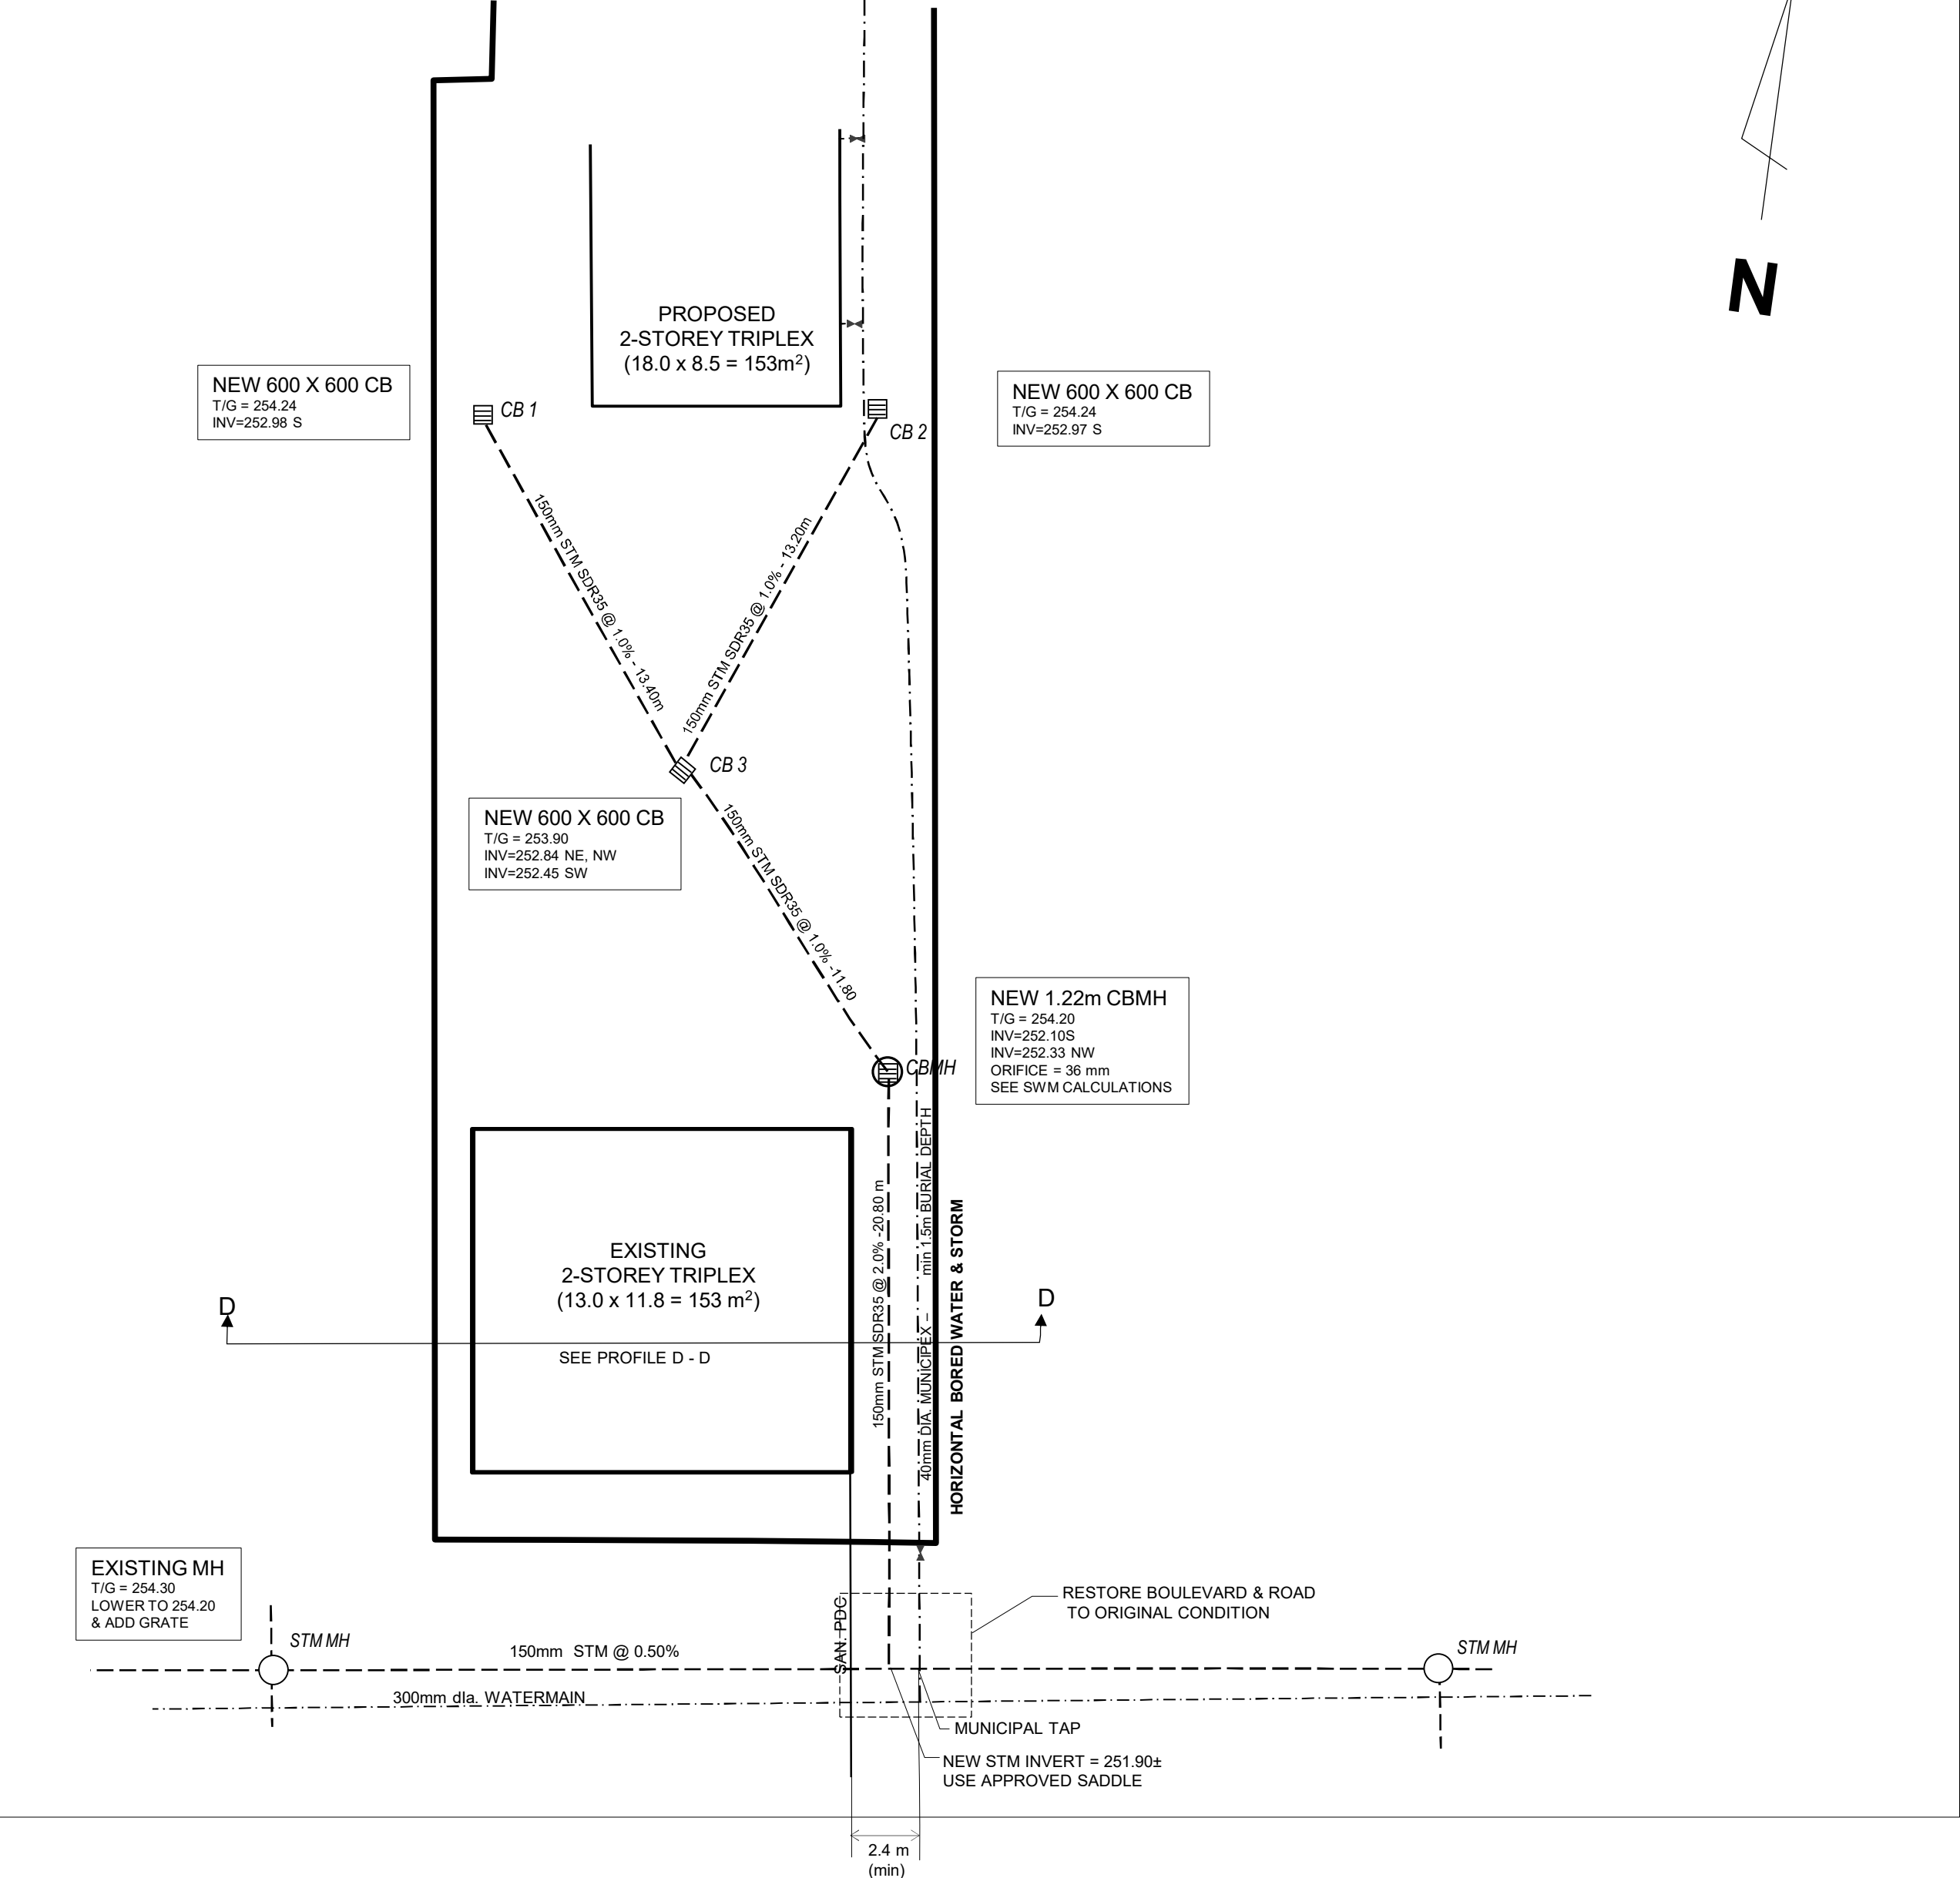 N
PROPOSED
2-STOREY TRIPLEX
(18.0 x 8.5 = 153m²)
NEW 600 X 600 CB
T/G = 254.24
INV=252.98 S
CB 1
CB 2
NEW 600 X 600 CB
T/G = 254.24
INV=252.97 S
150mm STM SDR35 @ 1.0% - 13.40m
150mm STM SDR35 @ 1.0% - 13.20m
CB 3
NEW 600 X 600 CB
T/G = 253.90
INV=252.84 NE, NW
INV=252.45 SW
150mm STM SDR35 @ 1.0% -11.80
NEW 1.22m CBMH
T/G = 254.20
INV=252.10S
INV=252.33 NW
ORIFICE = 36 mm
SEE SWM CALCULATIONS
CBMH
EXISTING
2-STOREY TRIPLEX
(13.0 x 11.8 = 153 m²)
150mm STM SDR35 @ 2.0% -20.80 m
40mm DIA. MUNICIPEX – min 1.5m BURIAL DEPTH
HORIZONTAL BORED WATER & STORM
D
D
SEE PROFILE D - D
EXISTING MH
T/G = 254.30
LOWER TO 254.20
& ADD GRATE
STM MH
150mm STM @ 0.50%
300mm dIa. WATERMAIN
SAN. PDC
RESTORE BOULEVARD & ROAD
TO ORIGINAL CONDITION
STM MH
MUNICIPAL TAP
NEW STM INVERT = 251.90±
USE APPROVED SADDLE
2.4 m
(min)